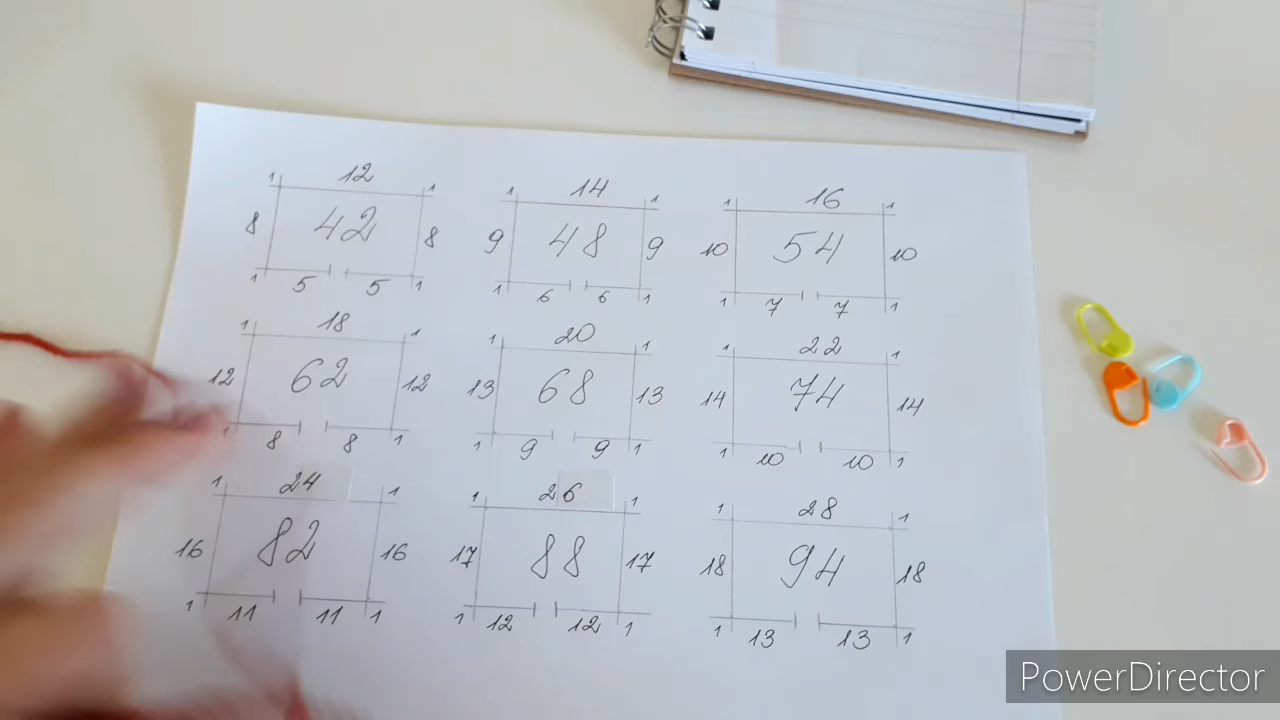 1 12 1 1 14 1 1 16 1
8 42 8 9 48 9 10 54 10
1 5 5 1 1 6 6 1 1 7 7 1
1 18 1 1 20 1 1 22 1
12 62 12 13 68 13 14 74 14
1 8 8 1 1 9 9 1 1 10 10 1
1 24 1 1 26 1 1 28 1
16 82 16 17 88 17 18 94 18
1 11 11 1 1 12 12 1 1 13 13 1
PowerDirector